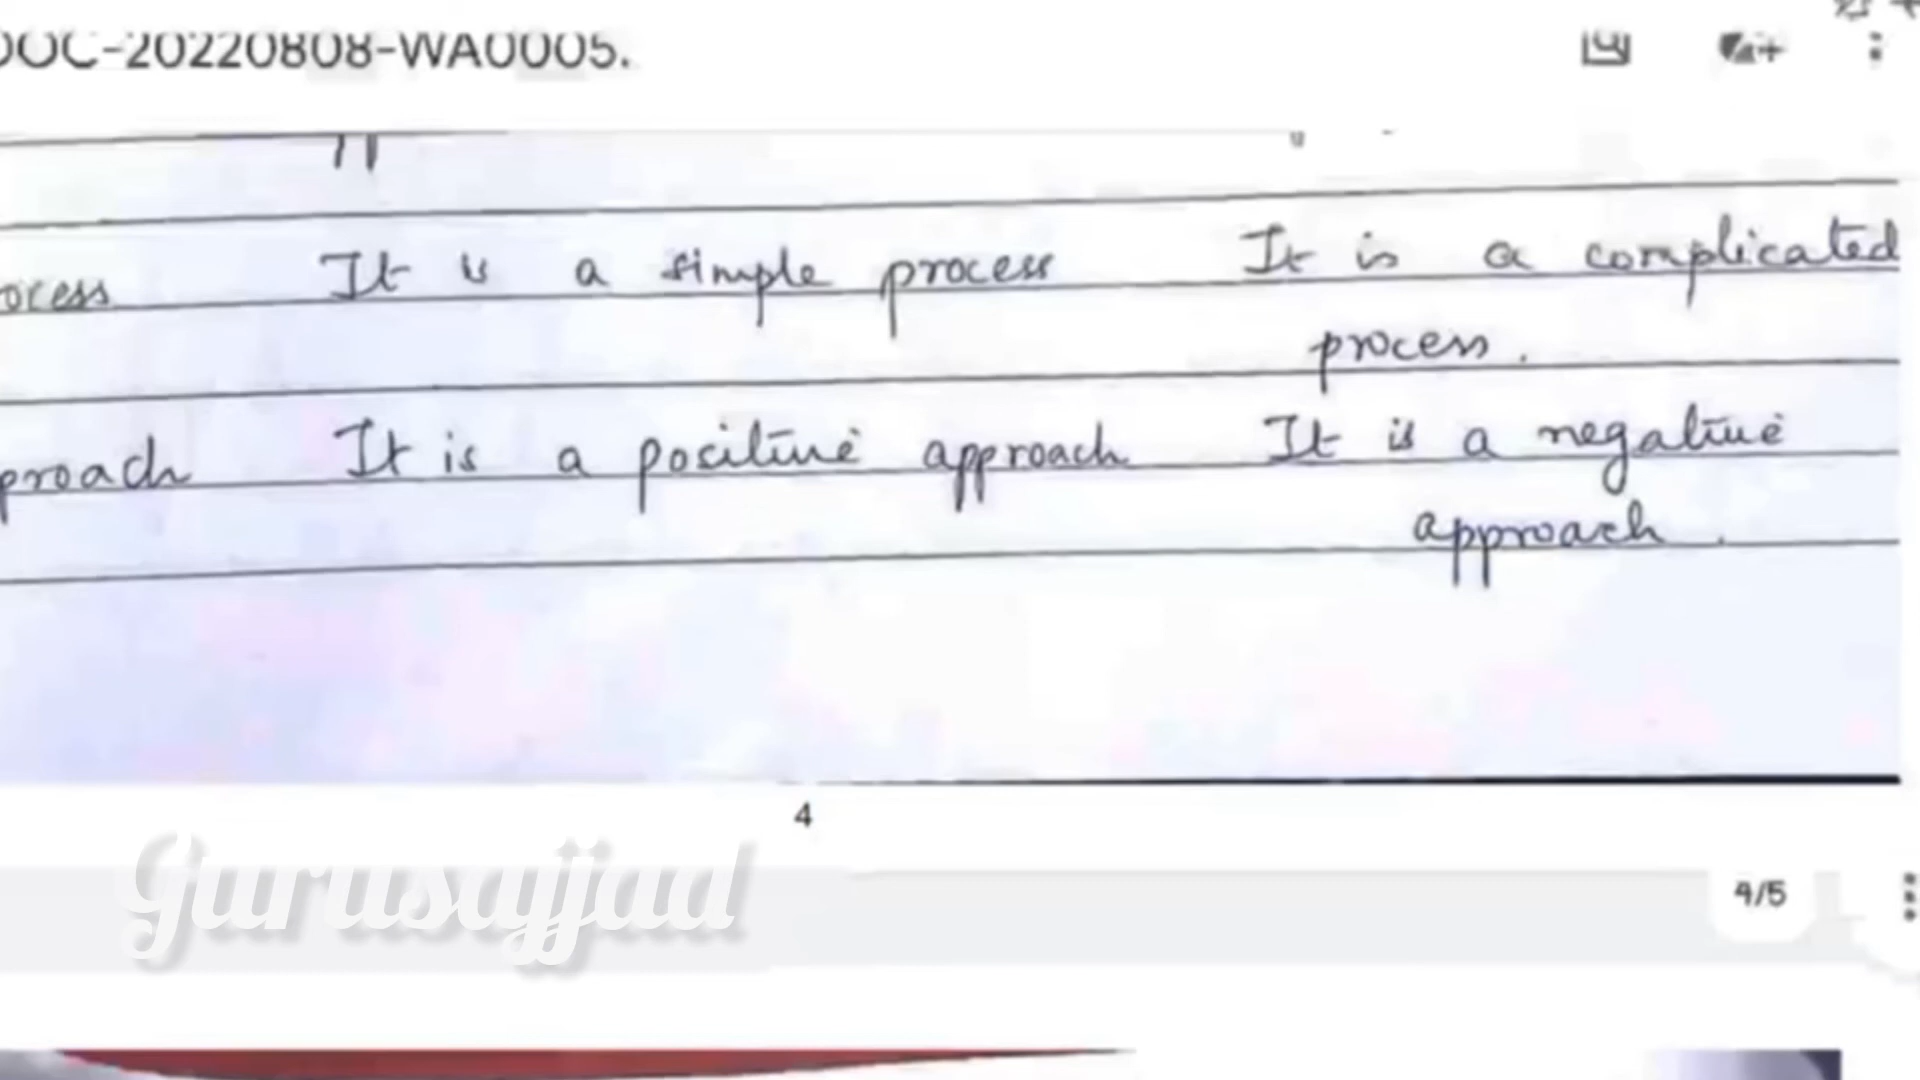 DOC-20220808-WA0005.
ocess It is a simple process It is a complicated
process.
proach It is a positive approach It is a negative
approach.
4
Gurusajjad
4/5